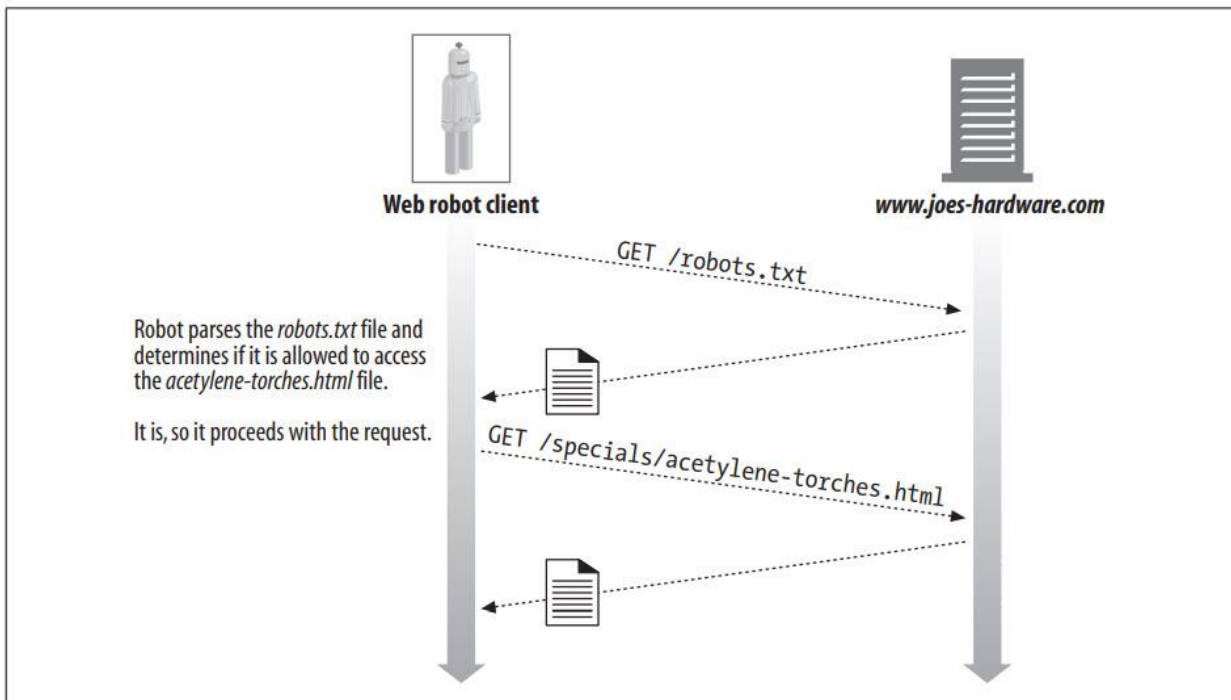 Web robot client
www.joes-hardware.com
GET /robots.txt
Robot parses the robots.txt file and
determines if it is allowed to access
the acetylene-torches.html file.
It is, so it proceeds with the request.
GET /specials/acetylene-torches.html